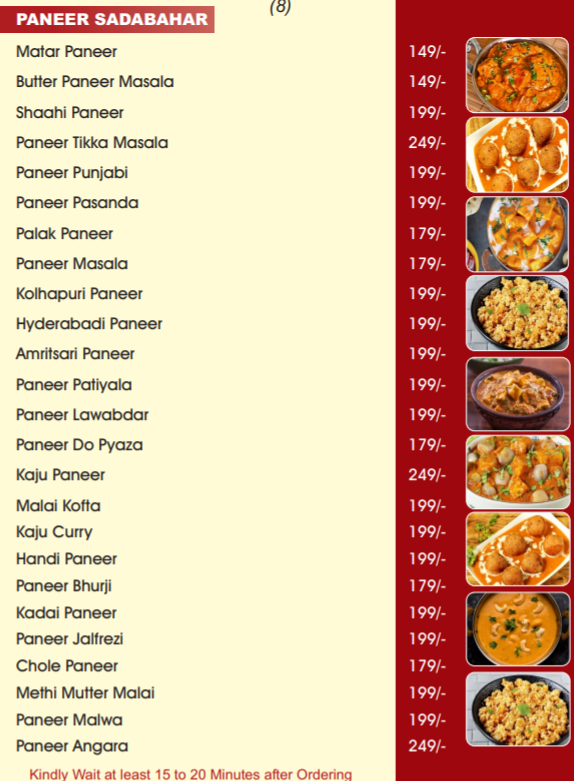 (8)
PANEER SADABAHAR
Matar Paneer 149/-
Butter Paneer Masala 149/-
Shaahi Paneer 199/-
Paneer Tikka Masala 249/-
Paneer Punjabi 199/-
Paneer Pasanda 199/-
Palak Paneer 179/-
Paneer Masala 179/-
Kolhapuri Paneer 199/-
Hyderabadi Paneer 199/-
Amritsari Paneer 199/-
Paneer Patiyala 199/-
Paneer Lawabdar 199/-
Paneer Do Pyaza 179/-
Kaju Paneer 249/-
Malai Kofta 199/-
Kaju Curry 199/-
Handi Paneer 199/-
Paneer Bhurji 179/-
Kadai Paneer 199/-
Paneer Jalfrezi 199/-
Chole Paneer 179/-
Methi Mutter Malai 199/-
Paneer Malwa 199/-
Paneer Angara 249/-
Kindly Wait at least 15 to 20 Minutes after Ordering